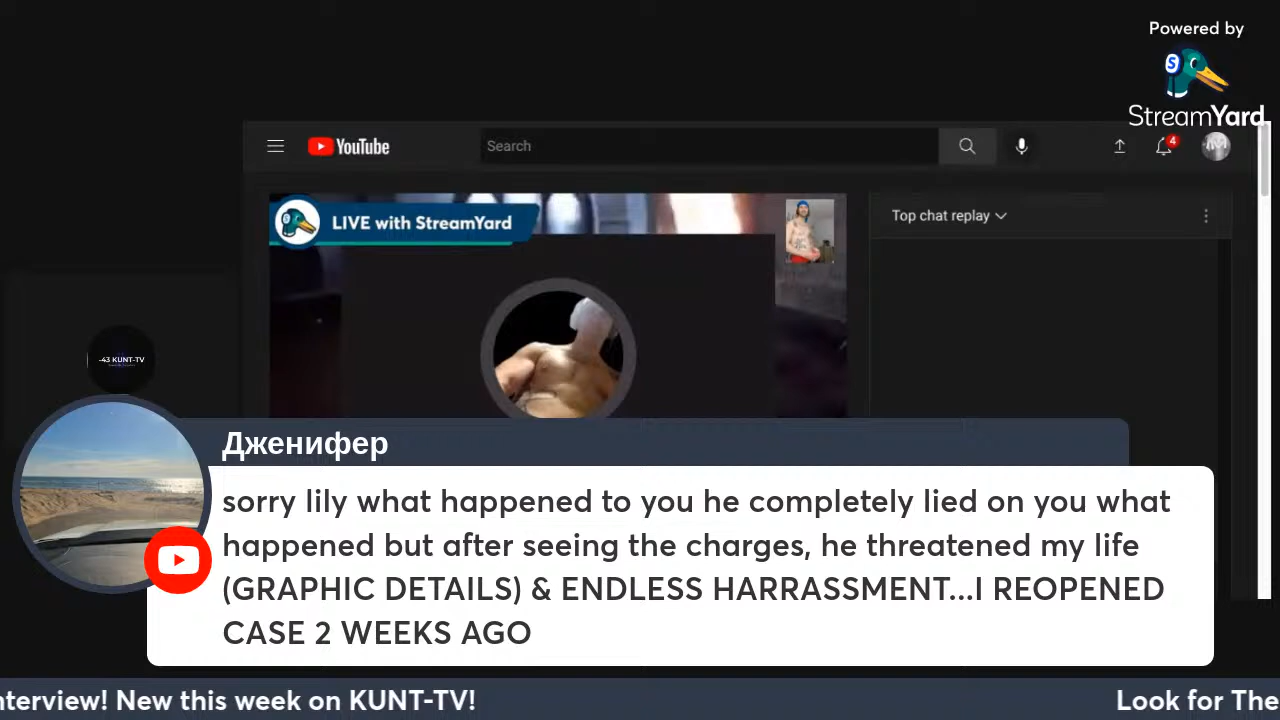 Powered by
StreamYard
YouTube
Search
4
LIVE with StreamYard
Top chat replay
-43 KUNT-TV
Дженифер
sorry lily what happened to you he completely lied on you what
happened but after seeing the charges, he threatened my life
(GRAPHIC DETAILS) & ENDLESS HARRASSMENT...I REOPENED
CASE 2 WEEKS AGO
nterview! New this week on KUNT-TV!
Look for The